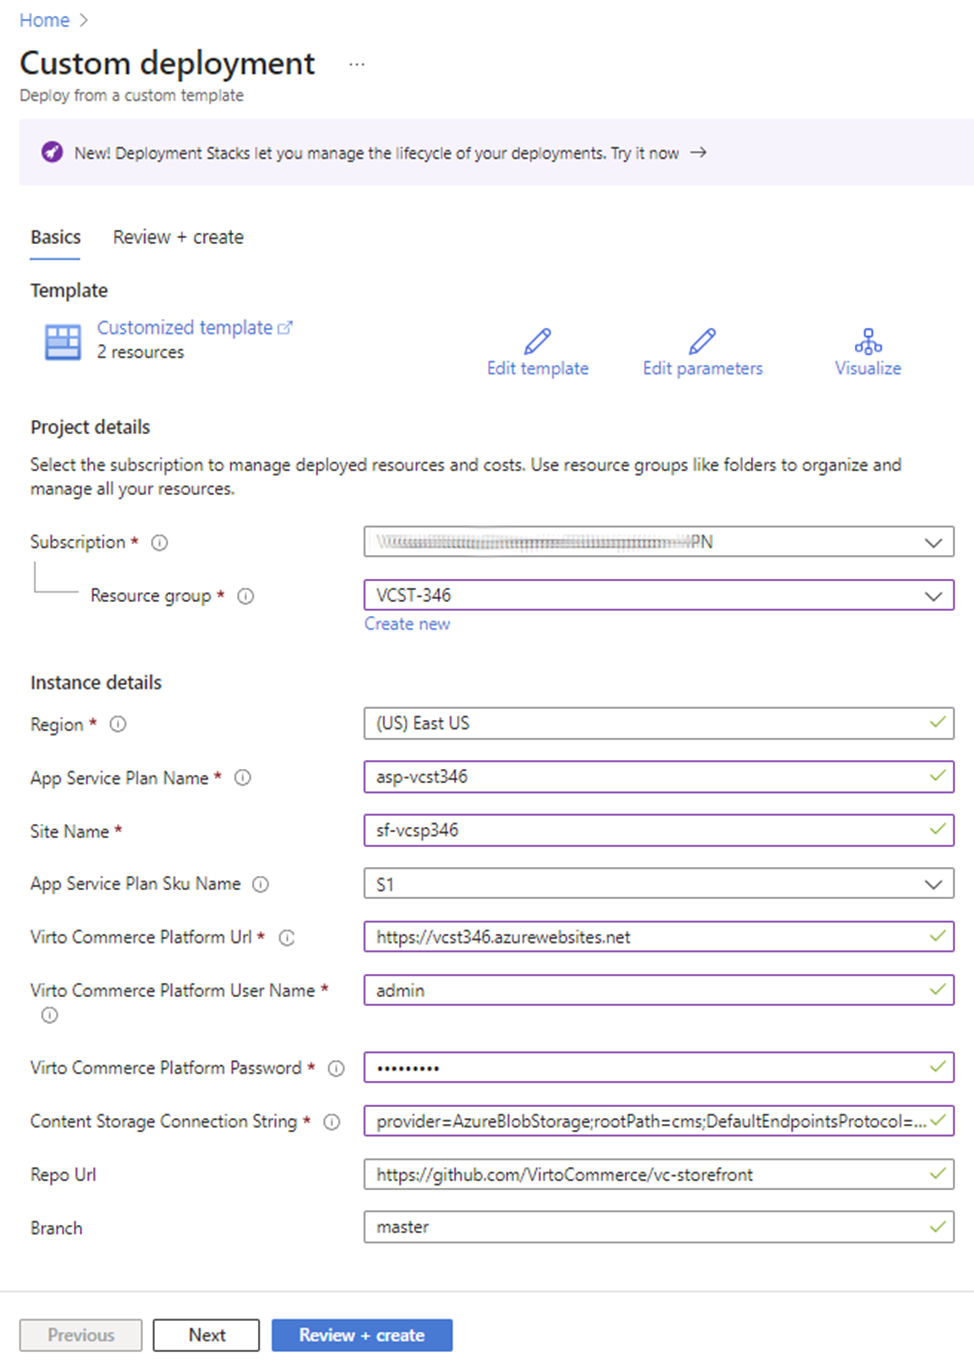 Home >
Custom deployment ...
Deploy from a custom template
New! Deployment Stacks let you manage the lifecycle of your deployments. Try it now →
Basics Review + create
Template
Customized template
2 resources
Edit template Edit parameters Visualize
Project details
Select the subscription to manage deployed resources and costs. Use resource groups like folders to organize and
manage all your resources.
Subscription * PN
Resource group * VCST-346
Create new
Instance details
Region * (US) East US
App Service Plan Name * asp-vcst346
Site Name * sf-vcsp346
App Service Plan Sku Name S1
Virto Commerce Platform Url * https://vcst346.azurewebsites.net
Virto Commerce Platform User Name * admin
Virto Commerce Platform Password * •••••••••
Content Storage Connection String * provider=AzureBlobStorage;rootPath=cms;DefaultEndpointsProtocol=...
Repo Url https://github.com/VirtoCommerce/vc-storefront
Branch master
Previous Next Review + create